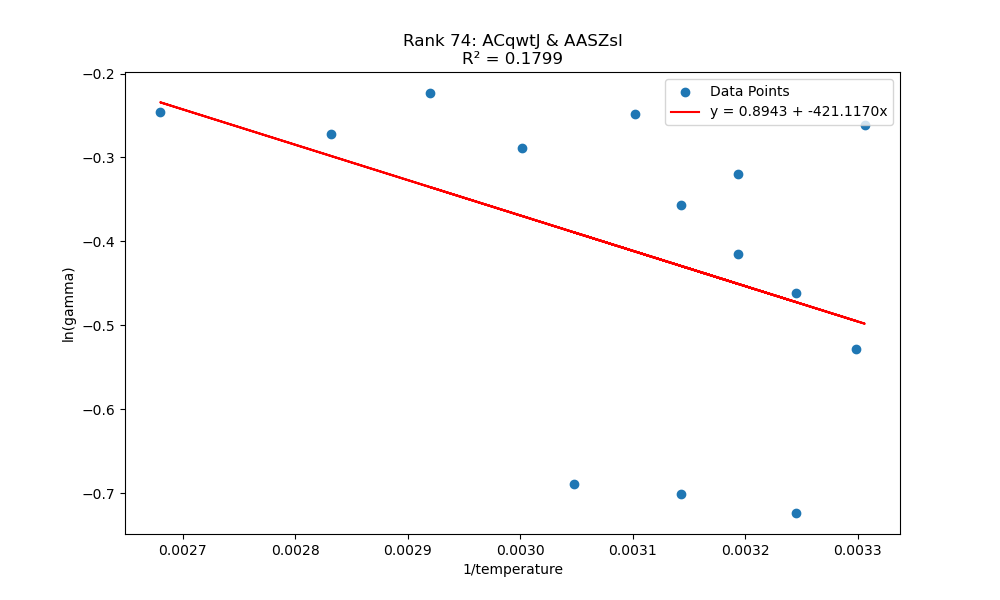 Rank 74: ACqwtJ & AASZsI
R² = 0.1799
Data Points
y = 0.8943 + -421.1170x
ln(gamma)
−0.2
−0.3
−0.4
−0.5
−0.6
−0.7
0.0027 0.0028 0.0029 0.0030 0.0031 0.0032 0.0033
1/temperature